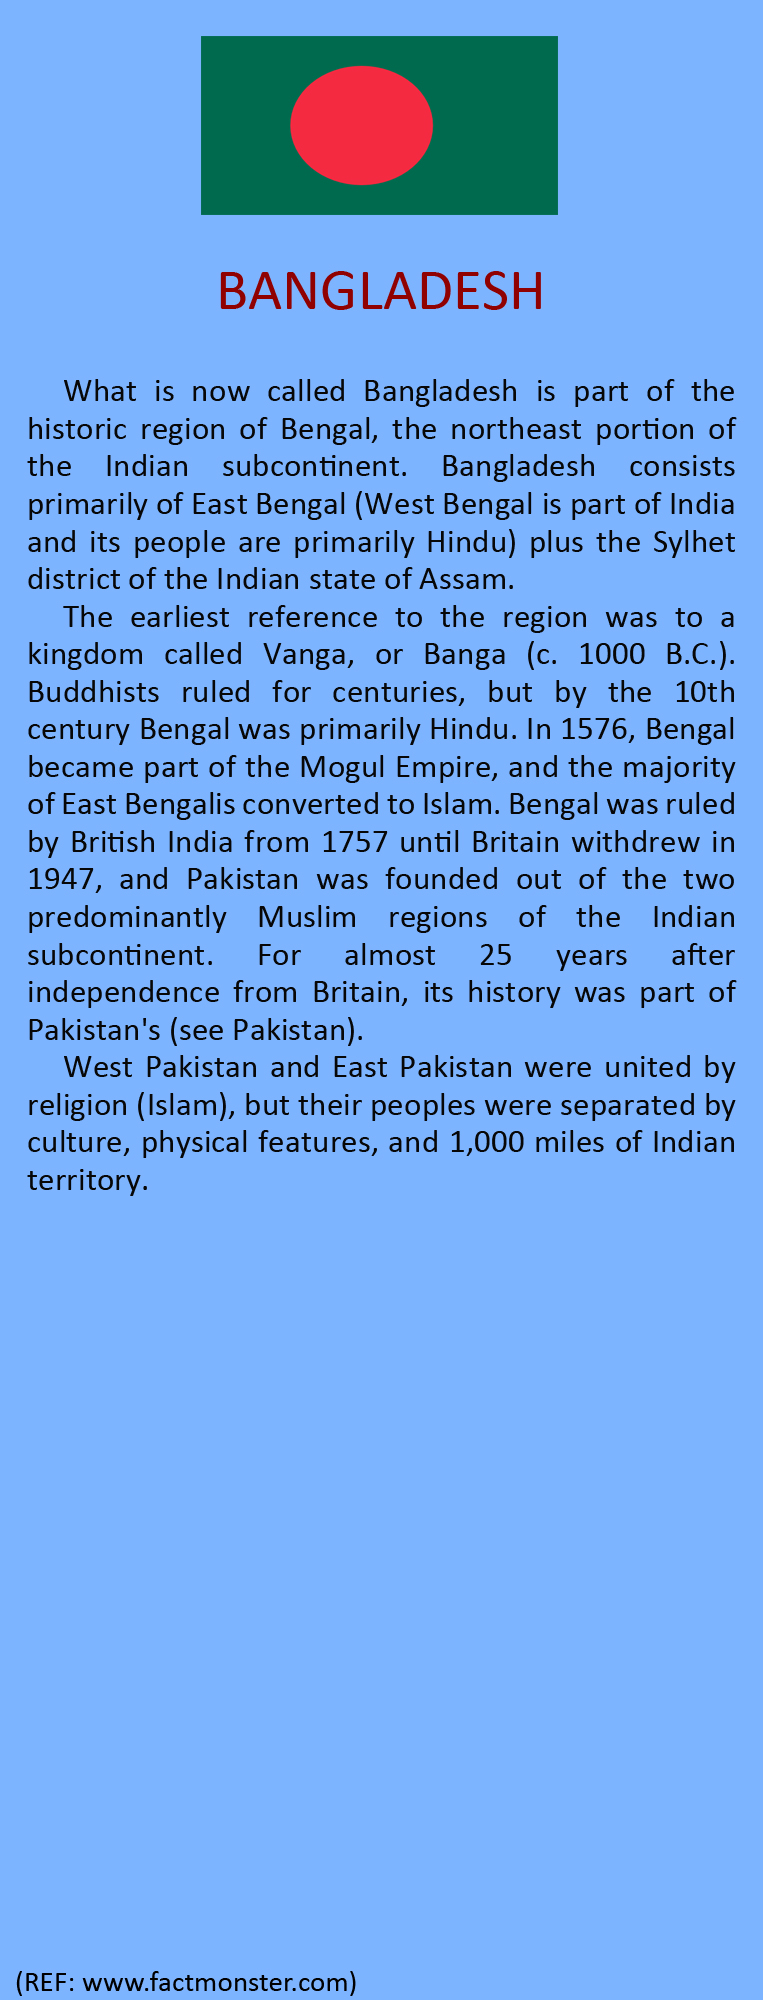 BANGLADESH
What is now called Bangladesh is part of the
historic region of Bengal, the northeast portion of
the Indian subcontinent. Bangladesh consists
primarily of East Bengal (West Bengal is part of India
and its people are primarily Hindu) plus the Sylhet
district of the Indian state of Assam.
The earliest reference to the region was to a
kingdom called Vanga, or Banga (c. 1000 B.C.).
Buddhists ruled for centuries, but by the 10th
century Bengal was primarily Hindu. In 1576, Bengal
became part of the Mogul Empire, and the majority
of East Bengalis converted to Islam. Bengal was ruled
by British India from 1757 until Britain withdrew in
1947, and Pakistan was founded out of the two
predominantly Muslim regions of the Indian
subcontinent. For almost 25 years after
independence from Britain, its history was part of
Pakistan's (see Pakistan).
West Pakistan and East Pakistan were united by
religion (Islam), but their peoples were separated by
culture, physical features, and 1,000 miles of Indian
territory.
(REF: www.factmonster.com)